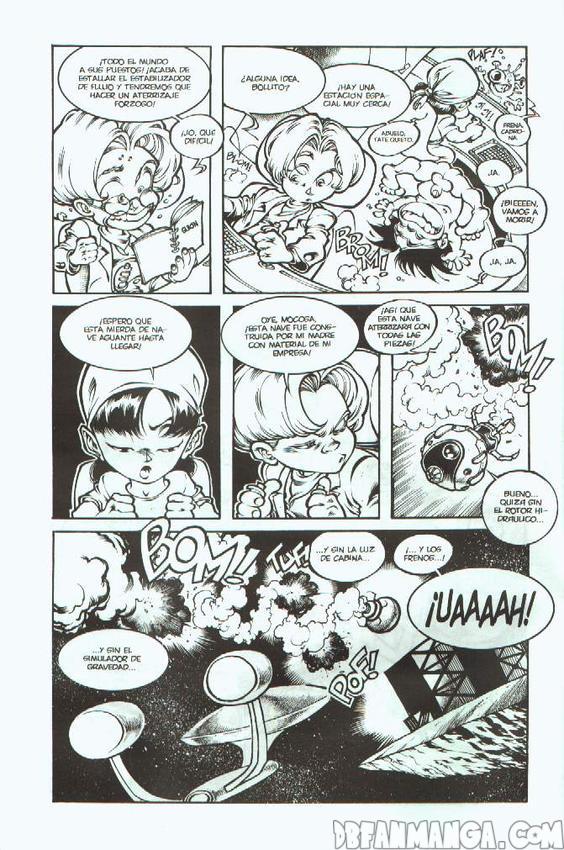 ¡TODO EL MUNDO
A SUS PUESTOS! ¡ACABA DE
ESTALLAR EL ESTABILIZADOR
DE FLUJO Y TENDREMOS QUE
HACER UN ATERRIZAJE
FORZOSO!
¡JO, QUE
DIFÍCIL!
GIJON
¿ALGUNA IDEA,
BOLLITO?
¡HAY UNA
ESTACIÓN ESPA-
CIAL MUY CERCA!
PLAF!
FRENA,
CABRO-
NA.
ABUELO,
TATE QUIETO.
BOOM!
JA.
¡BIEEEEN,
VAMOS A
MORIR!
JA, JA.
BROM!
¡ESPERO QUE
ESTA MIERDA DE NA-
VE AGUANTE HASTA
LLEGAR!
OYE, MOCOSA,
¡ESTA NAVE FUE CONS-
TRUIDA POR MI MADRE
CON MATERIAL DE MI
EMPRESA!
¡ASÍ QUE
ESTA NAVE
ATERRIZARÁ CON
TODAS LAS
PIEZAS!
BOM!
BUENO...
QUIZÁ SIN
EL ROTOR HI-
DRÁULICO...
BOM!
TUF!
...Y SIN LA LUZ
DE CABINA...
¡... Y LOS
FRENOS...!
¡UAAAAH!
...Y SIN EL
SIMULADOR DE
GRAVEDAD...
POF!
DBFANMANGA.COM